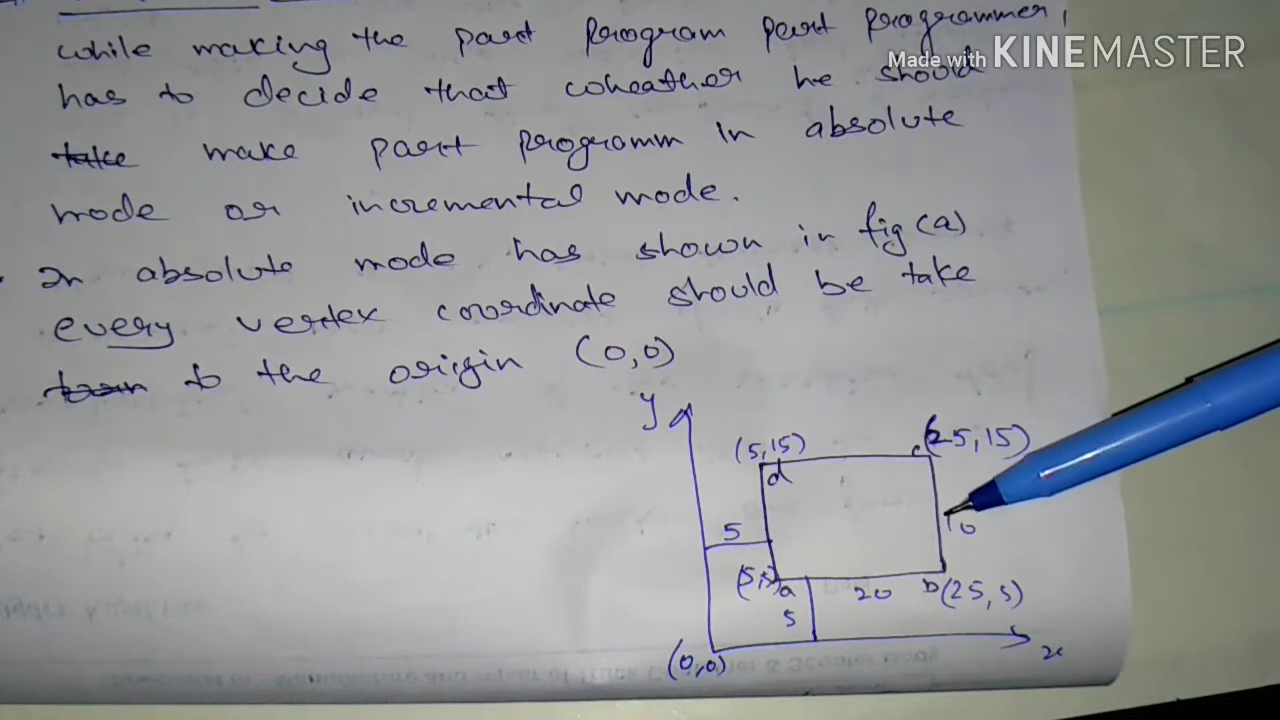 while making the part program part programmer,
Made with KINEMASTER
has to decide that wheather he should
take make part programm in absolute
mode or incremental mode.
In absolute mode has shown in fig (a)
every vertex coordinate should be take
to the origin (0,0)
y
(5,15) c (25,15)
d
5 10
(5,5) a 20 b (25,5)
5
(0,0) x